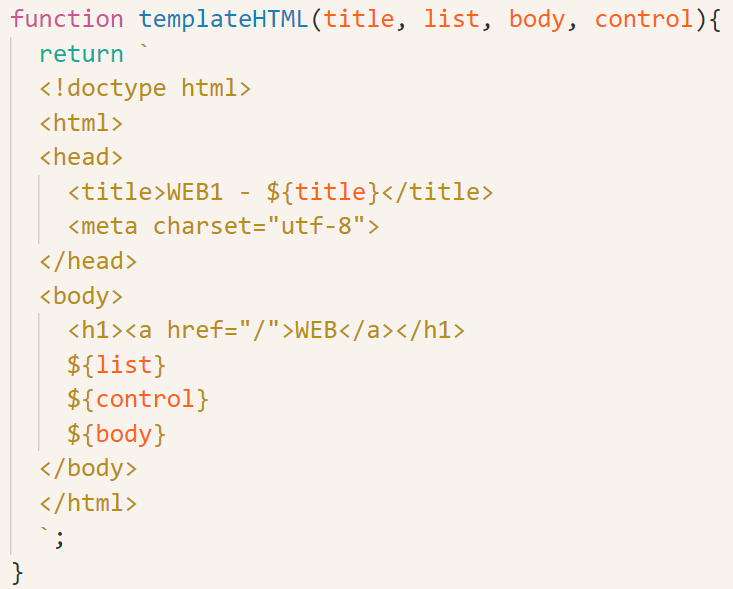 function templateHTML(title, list, body, control){
  return `
  <!doctype html>
  <html>
  <head>
    <title>WEB1 - ${title}</title>
    <meta charset="utf-8">
  </head>
  <body>
    <h1><a href="/">WEB</a></h1>
    ${list}
    ${control}
    ${body}
  </body>
  </html>
  `;
}